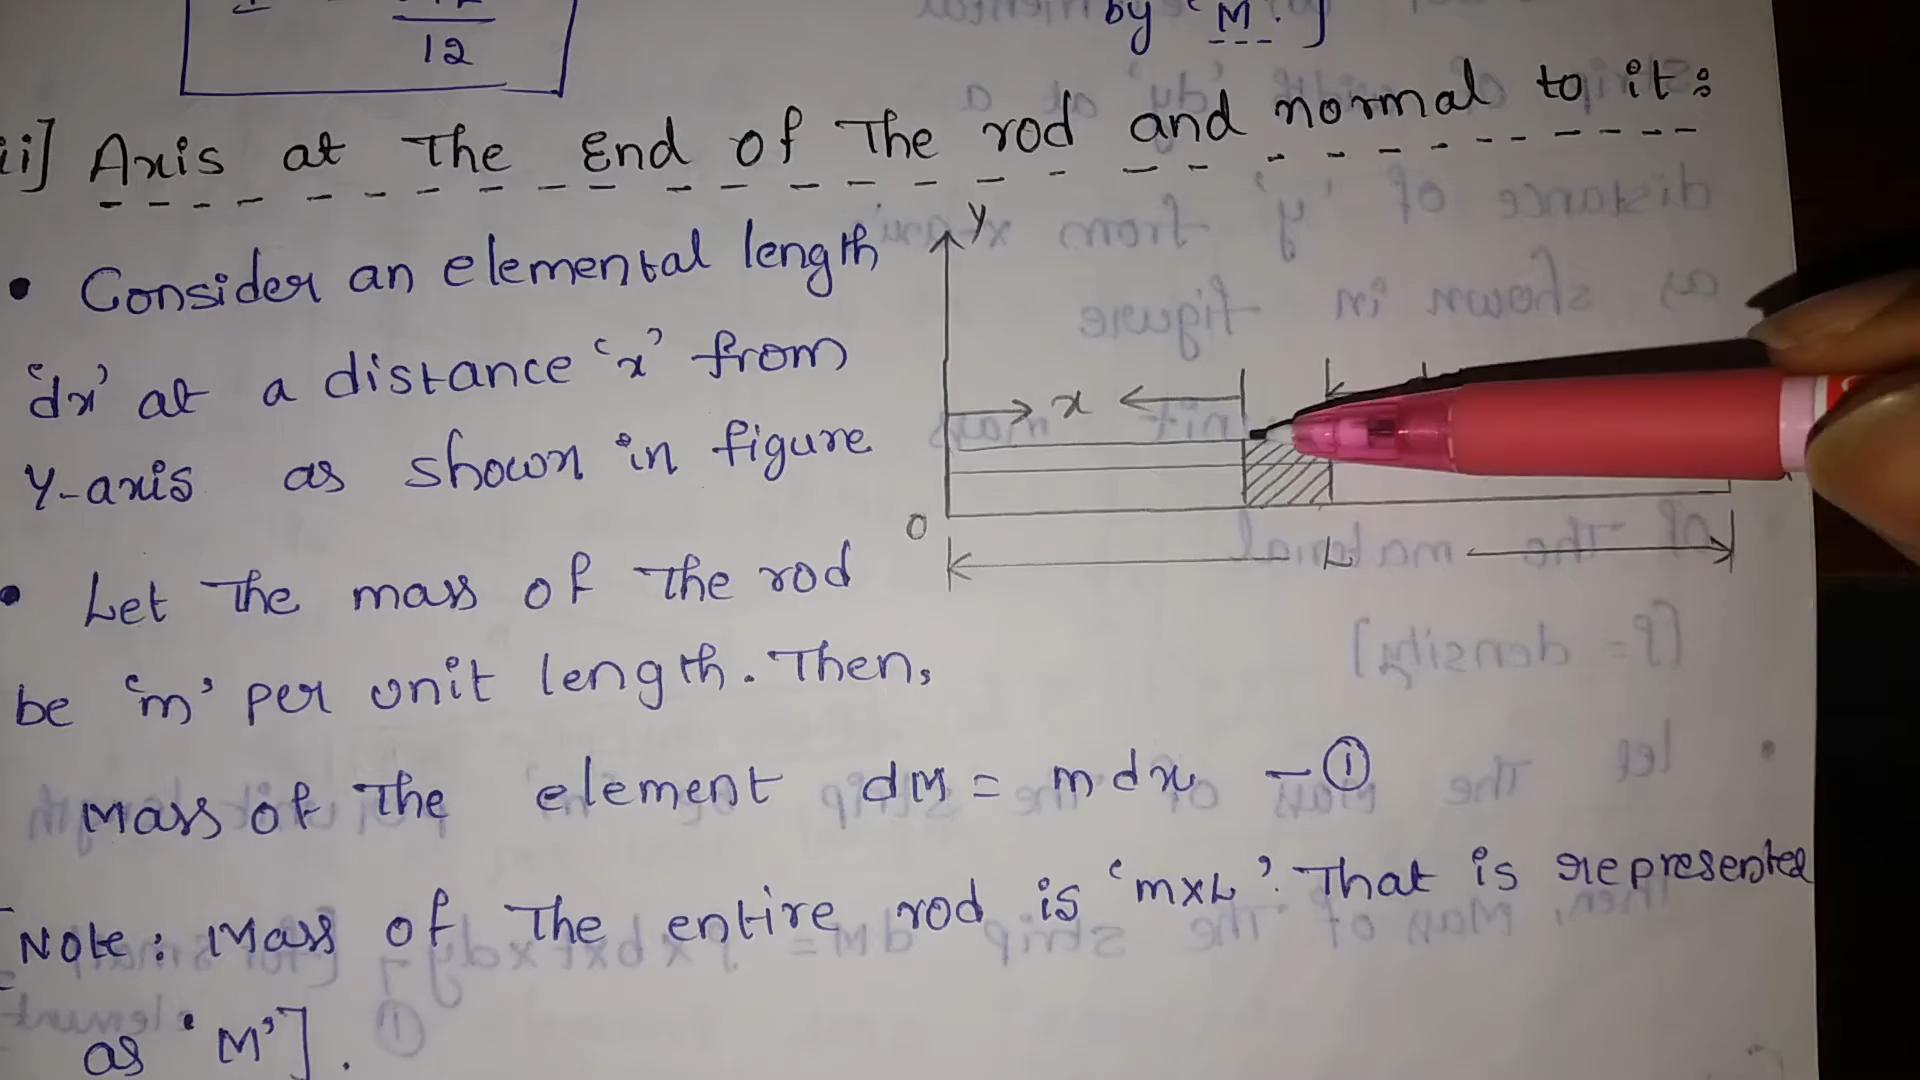 12
by 'M'.]
ii] Axis at The End of The rod and normal to it:
• Consider an elemental length
'dx' at a distance 'x' from
Y-axis as shown in figure
y
x
O
L
• Let The mass of The rod
be 'm' per unit length. Then,
Mass of The element dM = m dx - ①
[Note: Mass of The entire rod is 'm×L'. That is represented
as 'M'].